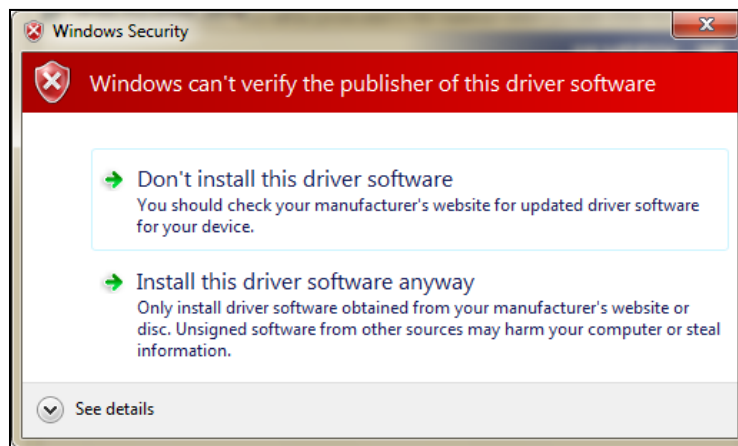 Windows Security
Windows can't verify the publisher of this driver software
Don't install this driver software
You should check your manufacturer's website for updated driver software
for your device.
Install this driver software anyway
Only install driver software obtained from your manufacturer's website or
disc. Unsigned software from other sources may harm your computer or steal
information.
See details